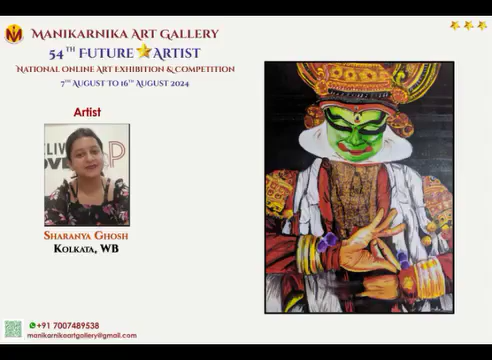 Manikarnika Art Gallery
54th Future Artist
National Online Art Exhibition & Competition
7th August to 16th August 2024
Artist
Sharanya Ghosh
Kolkata, WB
+91 7007489538
manikarnikaartgallery@gmail.com